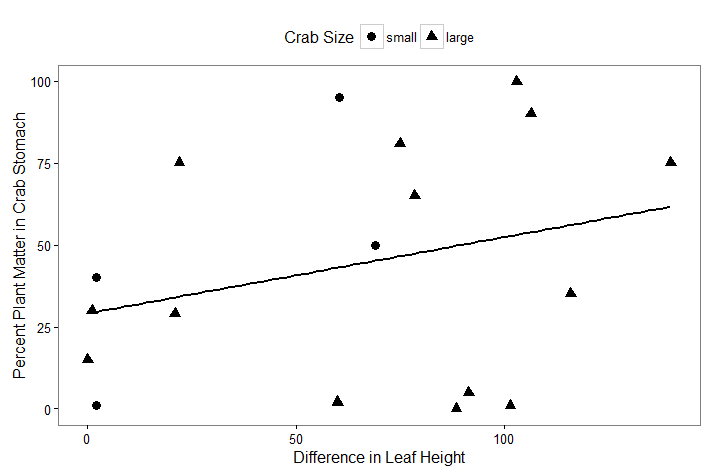 Crab Size small large
100
75
50
25
0
Percent Plant Matter in Crab Stomach
0 50 100
Difference in Leaf Height